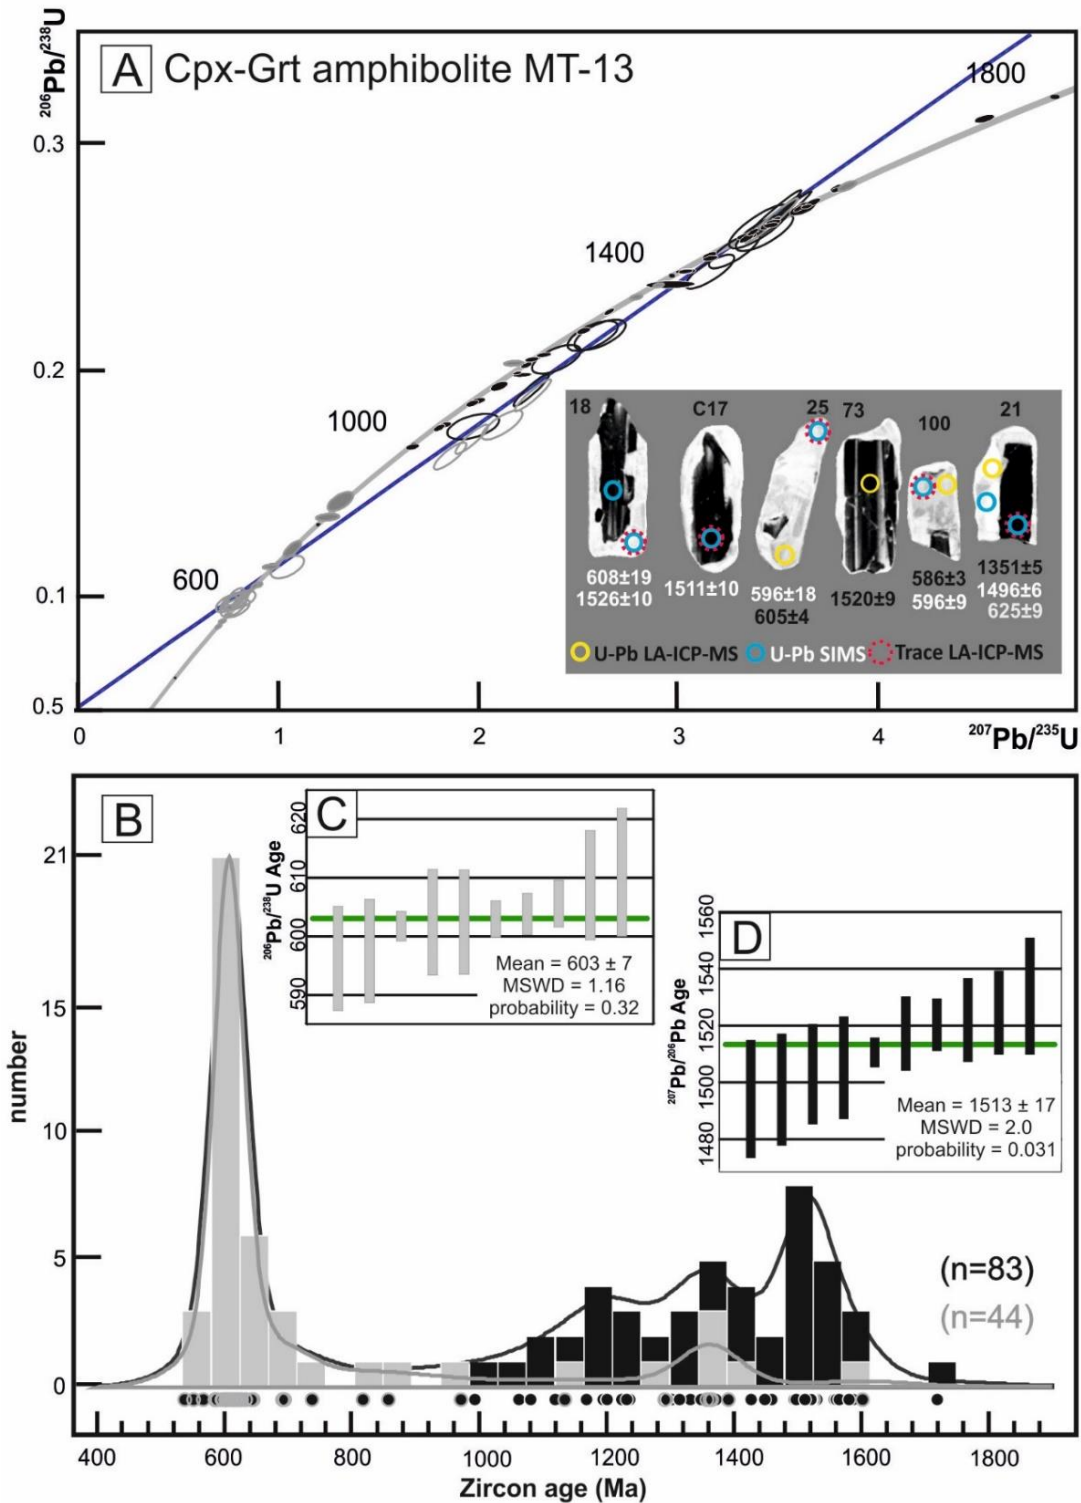 206Pb/238U
A Cpx-Grt amphibolite MT-13
1800
0.3
1400
0.2
1000
600
0.1
0.5
0 1 2 3 4 207Pb/235U
18 C17 25 73 100 21
608±19
1526±10
1511±10
596±18
605±4
1520±9
586±3
596±9
1351±5
1496±6
625±9
U-Pb LA-ICP-MS U-Pb SIMS Trace LA-ICP-MS
B
21
15
10
5
0
number
C
206Pb/238U Age
620
610
600
590
Mean = 603 ± 7
MSWD = 1.16
probability = 0.32
D
207Pb/206Pb Age
1560
1540
1520
1500
1480
Mean = 1513 ± 17
MSWD = 2.0
probability = 0.031
(n=83)
(n=44)
400 600 800 1000 1200 1400 1600 1800
Zircon age (Ma)